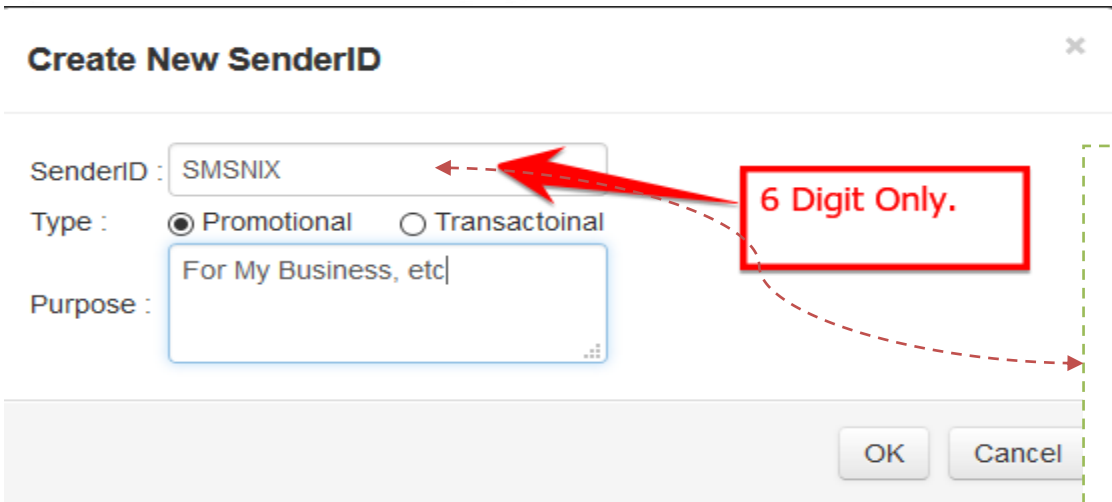 Create New SenderID
×
SenderID : SMSNIX
6 Digit Only.
Type : Promotional Transactoinal
Purpose : For My Business, etc
OK Cancel